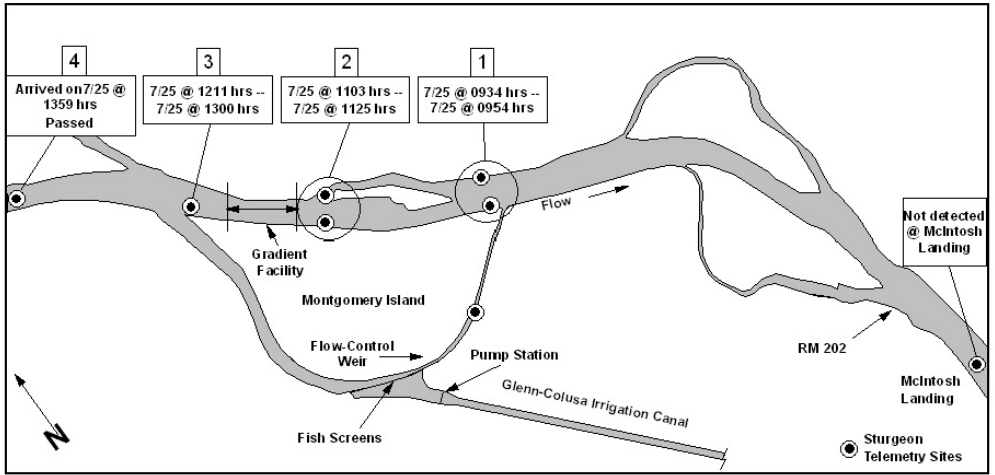 4
3
2
1
Arrived on7/25 @
1359 hrs
Passed
7/25 @ 1211 hrs --
7/25 @ 1300 hrs
7/25 @ 1103 hrs --
7/25 @ 1125 hrs
7/25 @ 0934 hrs --
7/25 @ 0954 hrs
Flow
Not detected
@ McIntosh
Landing
Gradient
Facility
Montgomery Island
Flow-Control
Weir
Pump Station
RM 202
Glenn-Colusa Irrigation Canal
McIntosh
Landing
Fish Screens
N
Sturgeon
Telemetry Sites